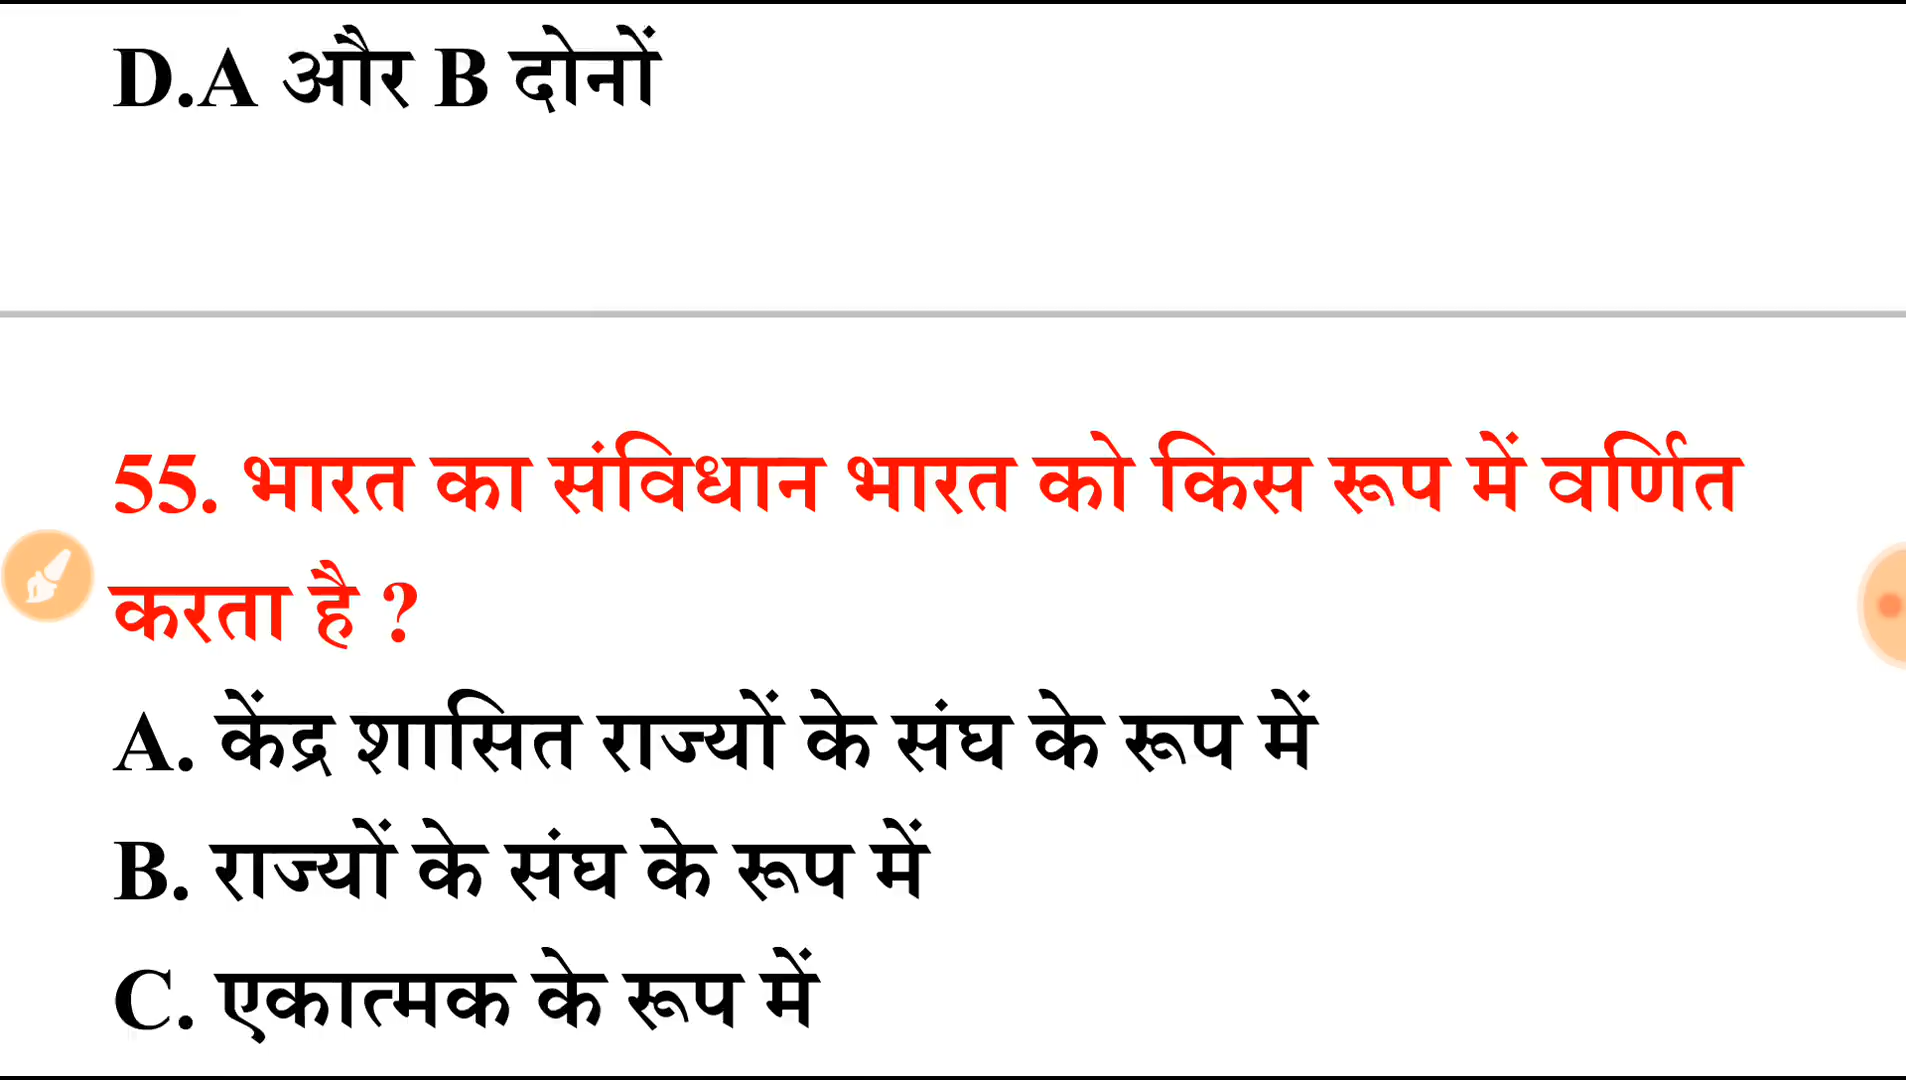 D.A और B दोनों
55. भारत का संविधान भारत को किस रूप में वर्णित
करता है ?
A. केंद्र शासित राज्यों के संघ के रूप में
B. राज्यों के संघ के रूप में
C. एकात्मक के रूप में